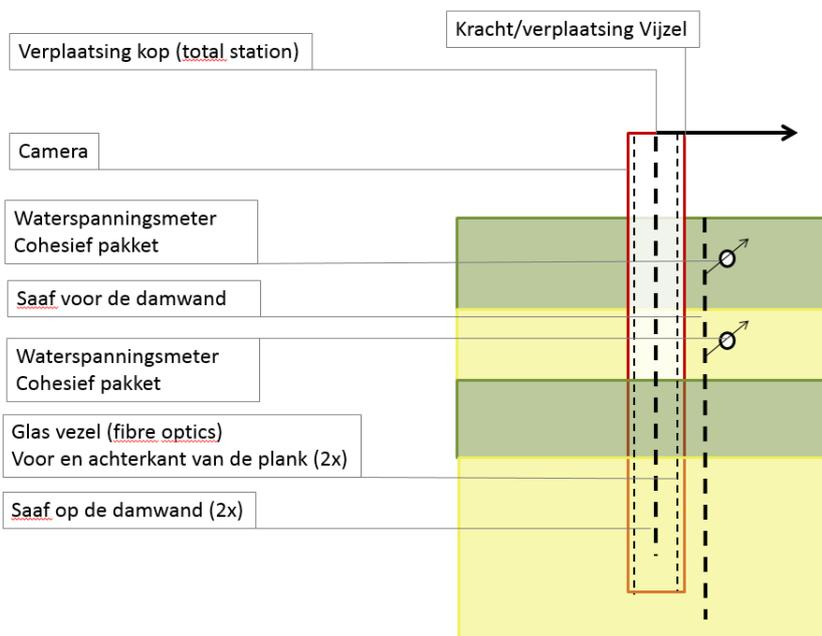 Kracht/verplaatsing Vijzel
Verplaatsing kop (total station)
Camera
Waterspanningsmeter
Cohesief pakket
Saaf voor de damwand
Waterspanningsmeter
Cohesief pakket
Glas vezel (fibre optics)
Voor en achterkant van de plank (2x)
Saaf op de damwand (2x)